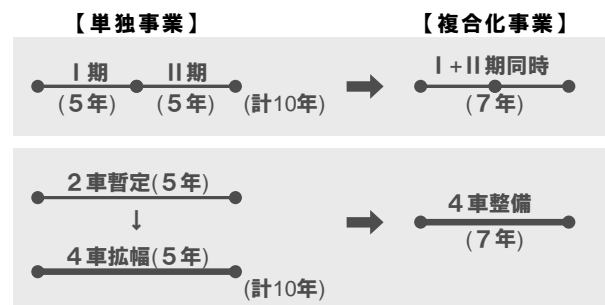 【単独事業】 【複合化事業】
Ⅰ期 Ⅱ期
(5年) (5年) (計10年)
Ⅰ+Ⅱ期同時
(7年)
2車暫定(5年)
↓
4車拡幅(5年)
(計10年)
4車整備
(7年)